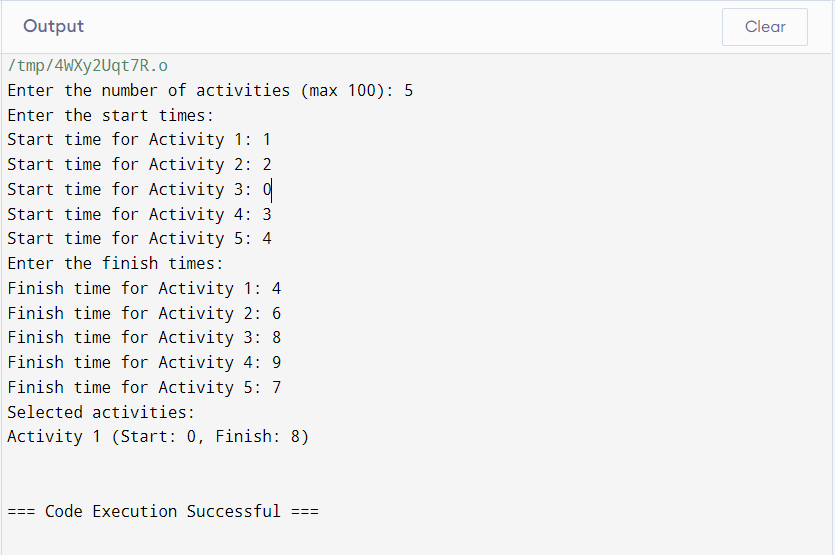 Output
Clear
/tmp/4WXy2Uqt7R.o
Enter the number of activities (max 100): 5
Enter the start times:
Start time for Activity 1: 1
Start time for Activity 2: 2
Start time for Activity 3: 0
Start time for Activity 4: 3
Start time for Activity 5: 4
Enter the finish times:
Finish time for Activity 1: 4
Finish time for Activity 2: 6
Finish time for Activity 3: 8
Finish time for Activity 4: 9
Finish time for Activity 5: 7
Selected activities:
Activity 1 (Start: 0, Finish: 8)
=== Code Execution Successful ===